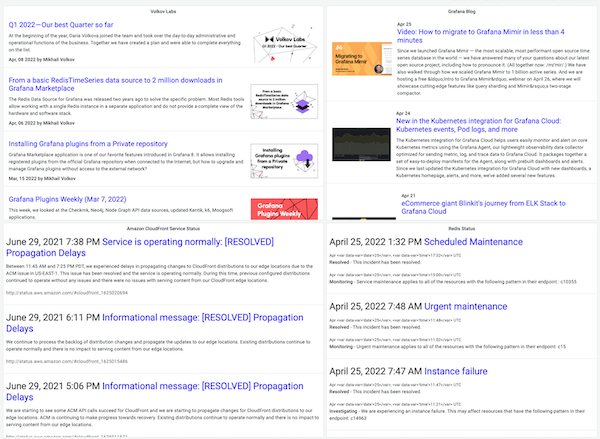 Volkov Labs
Q1 2022—Our best Quarter so far
At the beginning of the year, Daria Volkova joined the team and took over the day-to-day administrative and
operational functions of the business. Together we have created a plan and were able to complete everything
on the list.
Apr, 08 2022 by Mikhail Volkov
Volkov Labs
Q1 2022—Our best Quarter
From a basic RedisTimeSeries data source to 2 million downloads in
Grafana Marketplace
The Redis Data Source for Grafana was released two years ago to solve the specific problem. Most Redis tools
allow working with a single Redis instance in a separate application and do not provide a complete view of the
hardware and software stack.
Apr, 06 2022 by Mikhail Volkov
Installing Grafana plugins from a Private repository
Grafana Marketplace application is one of our favorite features introduced in Grafana 8. It allows installing
registered plugins from the official Grafana repository when connected to the Internet, but how to upgrade and
manage Grafana plugins without access to the external network?
Mar, 15 2022 by Mikhail Volkov
Grafana Plugins Weekly (Mar 7, 2022)
This week, we looked at the Checkmk, Neo4j, Node Graph API data sources, updated Kentik, k6, Moogsoft
applications.
Grafana
Plugins Weekly
Grafana Blog
Apr 25
Video: How to migrate to Grafana Mimir in less than 4
minutes
Since we launched Grafana Mimir — the most scalable, most performant open source
time series database in the world — we have answered many of your questions about our latest
open source project, including how to pronounce it. (All together now: /mɪ'mir/.) We have also
walked through how we scaled Grafana Mimir to 1 billion active series. And we are
hosting a free &ldquo;Intro to Grafana Mimir&rdquo; webinar on April 26, where we will
showcase cutting edge features like query sharding and Mimir&rsquo;s two-stage
compactor.
Migrating to
Grafana Mimir
Apr 24
New in the Kubernetes integration for Grafana Cloud:
Kubernetes events, Pod logs, and more
The Kubernetes integration for Grafana Cloud helps users easily monitor and alert on core
Kubernetes metrics using the Grafana Agent, our lightweight observability data collector
optimized for sending metric, log, and trace data to Grafana Cloud. It packages together a
set of easy-to-deploy manifests for the Agent, along with prebuilt dashboards and alerts.
Since we last updated the Kubernetes integration for Grafana Cloud with new dashboards, a
Kubernetes homepage, alerts, and more, we've added several new features.
Apr 21
eCommerce giant Blinkit's journey from ELK Stack to
Grafana Cloud
Amazon CloudFront Service Status
June 29, 2021 7:38 PM Service is operating normally: [RESOLVED]
Propagation Delays
Between 11:45 AM and 7:25 PM PDT, we experienced delays in propagating changes to CloudFront distributions to our edge locations due to the
ACM issue in US-EAST-1. This issue has been resolved and the service is operating normally. During this time, previous configured distributions
continued to operate without any issues and there were no issues with serving content from our edge locations.
http://status.aws.amazon.com/#cloudfront_1625020694
June 29, 2021 6:11 PM Informational message: [RESOLVED] Propagation
Delays
We continue to process the backlog of distribution changes and propagate the updates to our edge locations. Existing distributions continue to
operate normally and there is no impact to serving content from our edge locations.
http://status.aws.amazon.com/#cloudfront_1625015486
June 29, 2021 5:06 PM Informational message: [RESOLVED] Propagation
Delays
We are starting to see some ACM API calls succeed for CloudFront and we are starting to propagate changes for CloudFront distributions to our
edge locations. ACM is continuing to make progress towards recovery. Existing distributions continue to operate normally and there is no impact to
serving content from our edge locations.
Redis Status
April 25, 2022 1:32 PM Scheduled Maintenance
Resolved - This incident has been resolved.
Monitoring - Service maintenance applies to all of the resources with the following pattern in their endpoint: c10355
April 25, 2022 7:48 AM Urgent maintenance
Resolved - This incident has been resolved.
Monitoring - Urgent maintenance applies to all of the resources with the following pattern in their endpoint: c15
April 25, 2022 7:47 AM Instance failure
Resolved - This incident has been resolved.
Investigating - We are experiencing an instance failure. This may affect resources that have the following pattern in their
endpoint: c14963